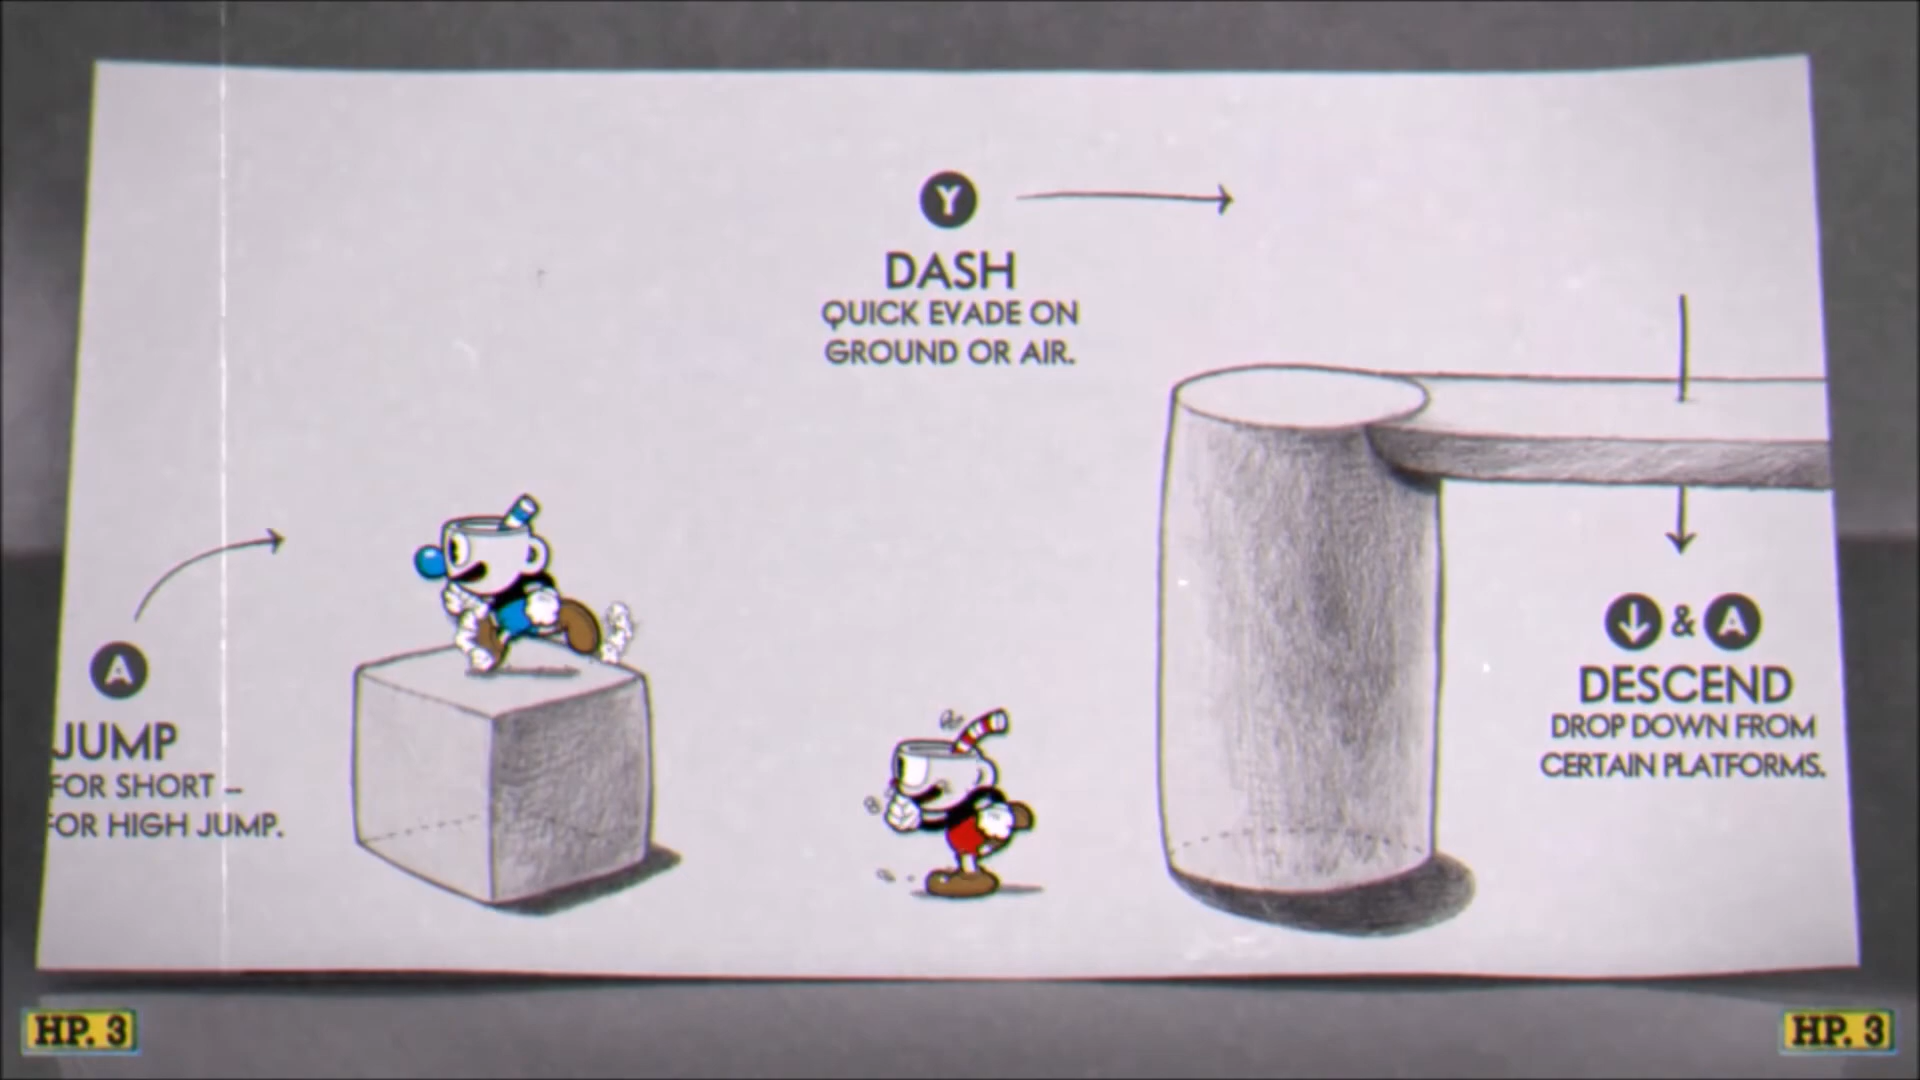 Y
DASH
QUICK EVADE ON
GROUND OR AIR.
A
JUMP
FOR SHORT –
FOR HIGH JUMP.
& A
DESCEND
DROP DOWN FROM
CERTAIN PLATFORMS.
HP. 3
HP. 3